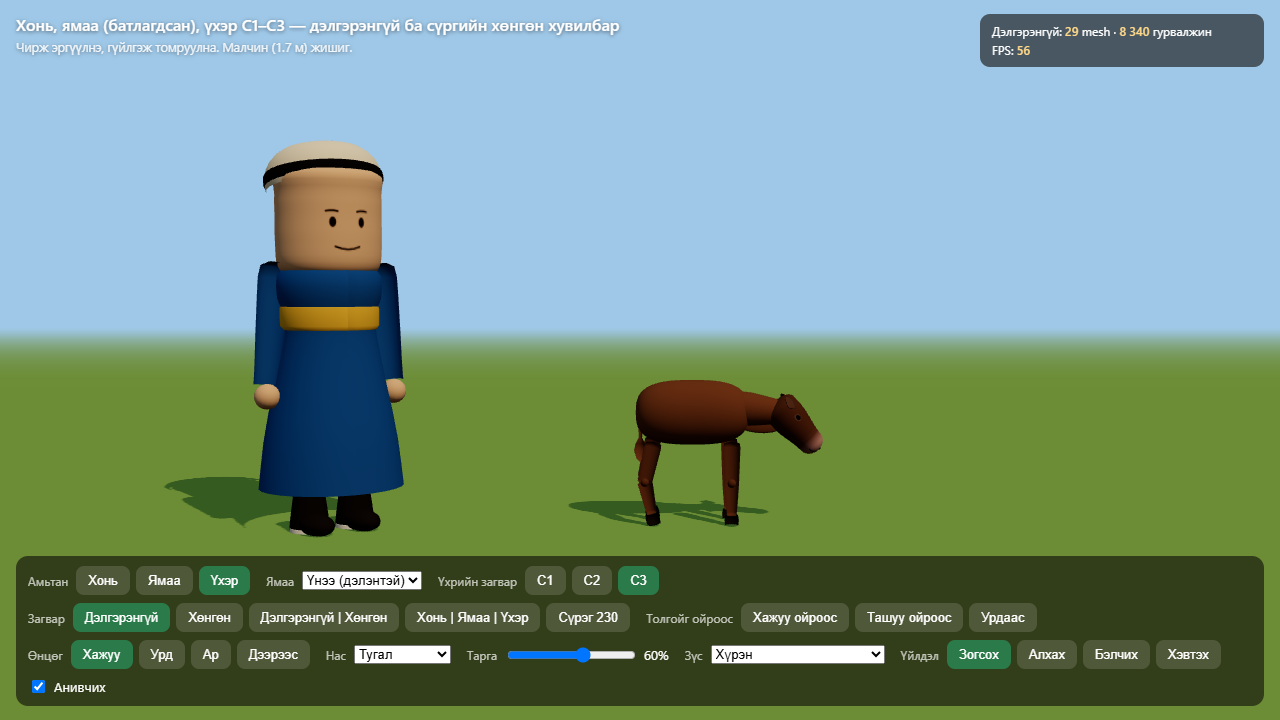 Хонь, ямаа (батлагдсан), үхэр C1–C3 — дэлгэрэнгүй ба сүргийн хөнгөн хувилбар
Чирж эргүүлнэ, гүйлгэж томруулна. Малчин (1.7 м) жишиг.
Дэлгэрэнгүй: 29 mesh · 8 340 гурвалжин
FPS: 56
Амьтан Хонь Ямаа Үхэр Ямаа Үнээ (дэлэнтэй) Үхрийн загвар C1 C2 C3
Загвар Дэлгэрэнгүй Хөнгөн Дэлгэрэнгүй | Хөнгөн Хонь | Ямаа | Үхэр Сүрэг 230 Толгойг ойроос Хажуу ойроос Ташуу ойроос Урдаас
Өнцөг Хажуу Урд Ар Дээрээс Нас Тугал Тарга 60% Зүс Хүрэн Үйлдэл Зогсох Алхах Бэлчих Хэвтэх
Анивчих